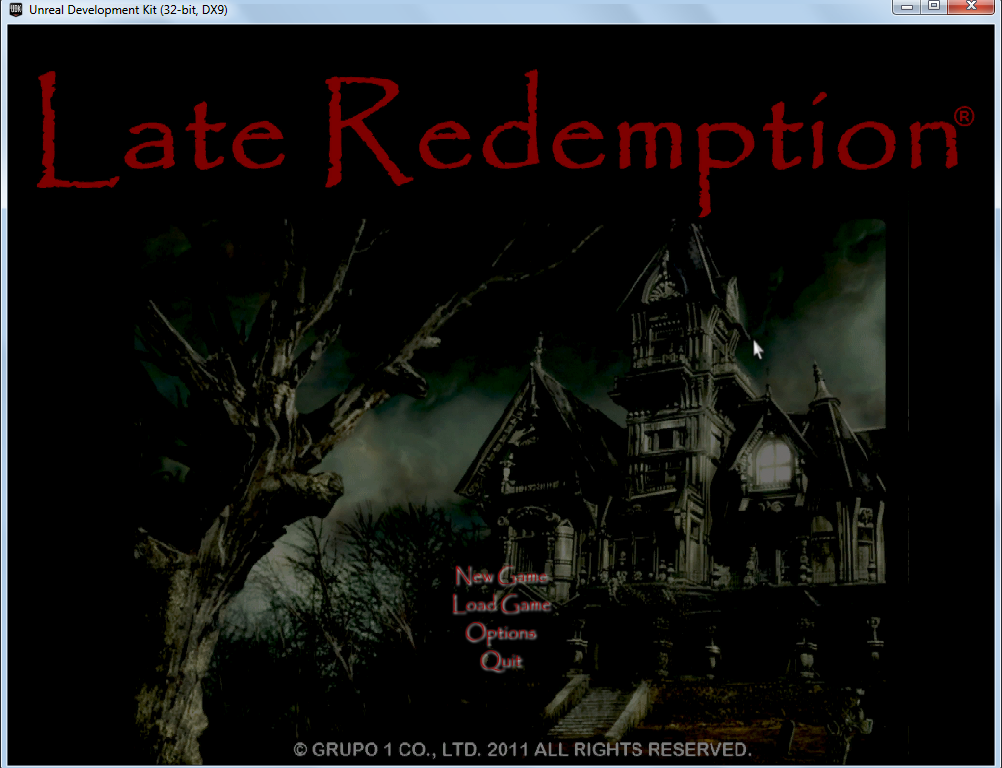 Unreal Development Kit (32-bit, DX9)
Late Redemption®
New Game
Load Game
Options
Quit
© GRUPO 1 CO., LTD. 2011 ALL RIGHTS RESERVED.